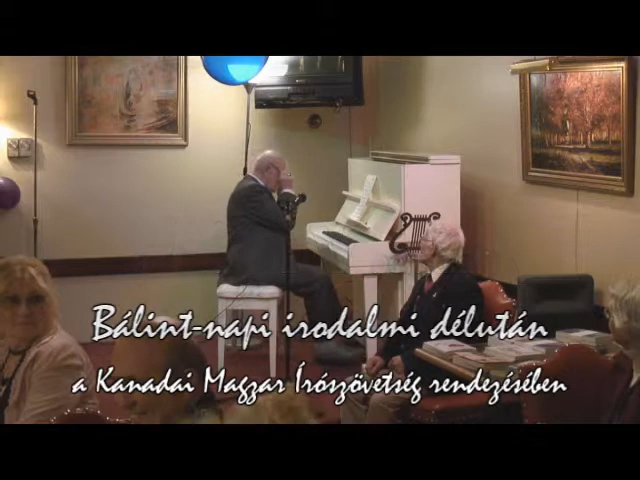 Bálint-napi irodalmi délután
a Kanadai Magyar Írószövetség rendezésében